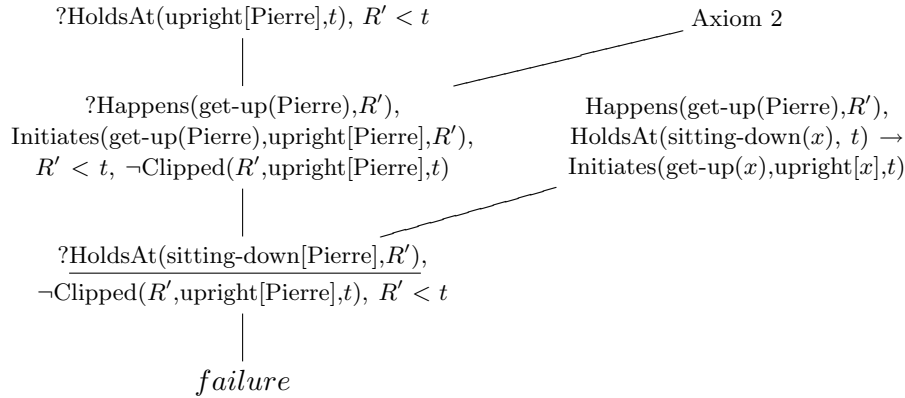 ?HoldsAt(upright[Pierre],t), R′ < t
Axiom 2
?Happens(get-up(Pierre),R′),
Initiates(get-up(Pierre),upright[Pierre],R′),
R′ < t, ¬Clipped(R′,upright[Pierre],t)
Happens(get-up(Pierre),R′),
HoldsAt(sitting-down(x), t) →
Initiates(get-up(x),upright[x],t)
?HoldsAt(sitting-down[Pierre],R′),
¬Clipped(R′,upright[Pierre],t), R′ < t
failure